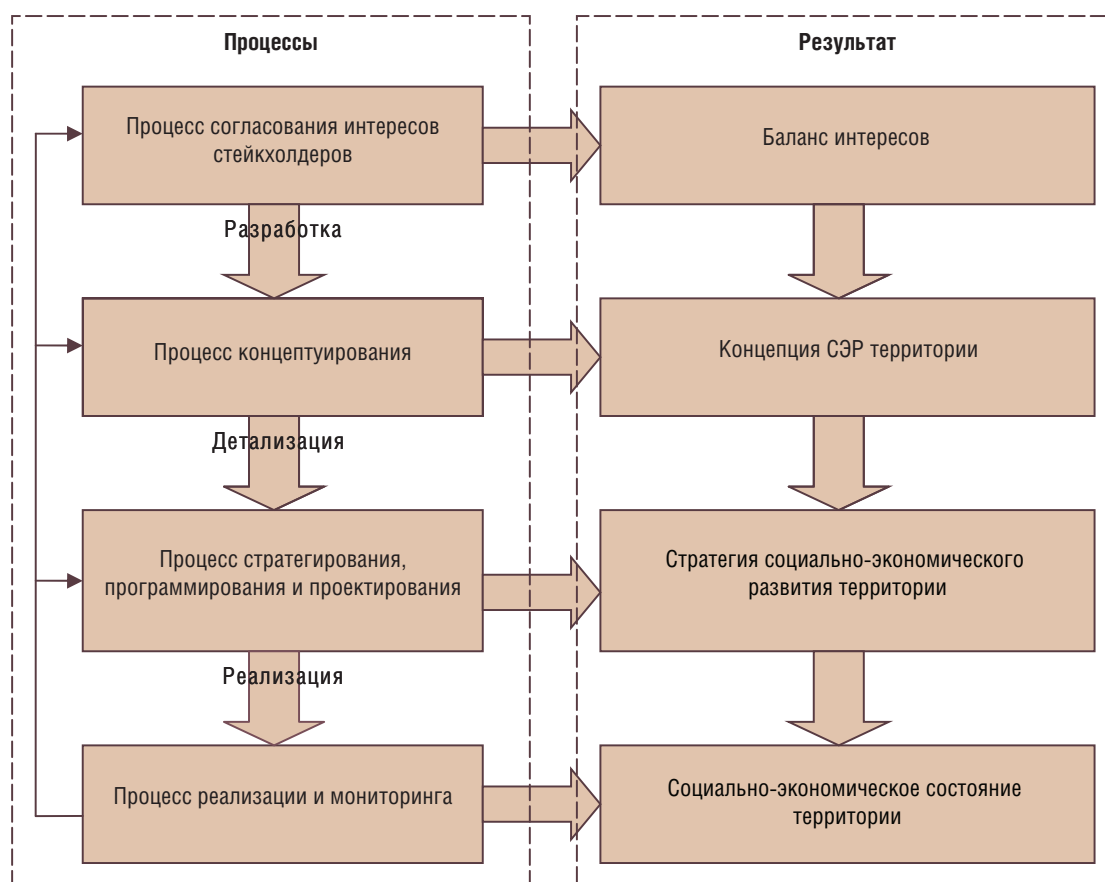 Процессы
Результат
Процесс согласования интересов
стейкхолдеров
Баланс интересов
Разработка
Процесс концептуирования
Концепция СЭР территории
Детализация
Процесс стратегирования,
программирования и проектирования
Стратегия социально-экономического
развития территории
Реализация
Процесс реализации и мониторинга
Социально-экономическое состояние
территории